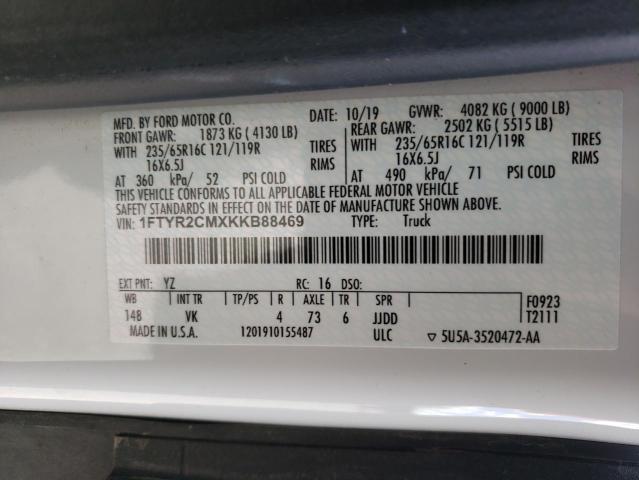 MFD. BY FORD MOTOR CO. DATE: 10/19 GVWR: 4082 KG ( 9000 LB)
FRONT GAWR: 1873 KG ( 4130 LB) REAR GAWR: 2502 KG ( 5515 LB)
WITH 235/65R16C 121/119R TIRES WITH 235/65R16C 121/119R TIRES
16X6.5J RIMS 16X6.5J RIMS
AT 360 kPa/ 52 PSI COLD AT 490 kPa/ 71 PSI COLD
THIS VEHICLE CONFORMS TO ALL APPLICABLE FEDERAL MOTOR VEHICLE
SAFETY STANDARDS IN EFFECT ON THE DATE OF MANUFACTURE SHOWN ABOVE.
VIN: 1FTYR2CMXKKB88469 TYPE: Truck
EXT PNT: YZ RC: 16 DSO:
WB INT TR TP/PS R AXLE TR SPR F0923
148 VK 4 73 6 JJDD T2111
MADE IN U.S.A. 1201910155487 ULC ▽ 5U5A-3520472-AA